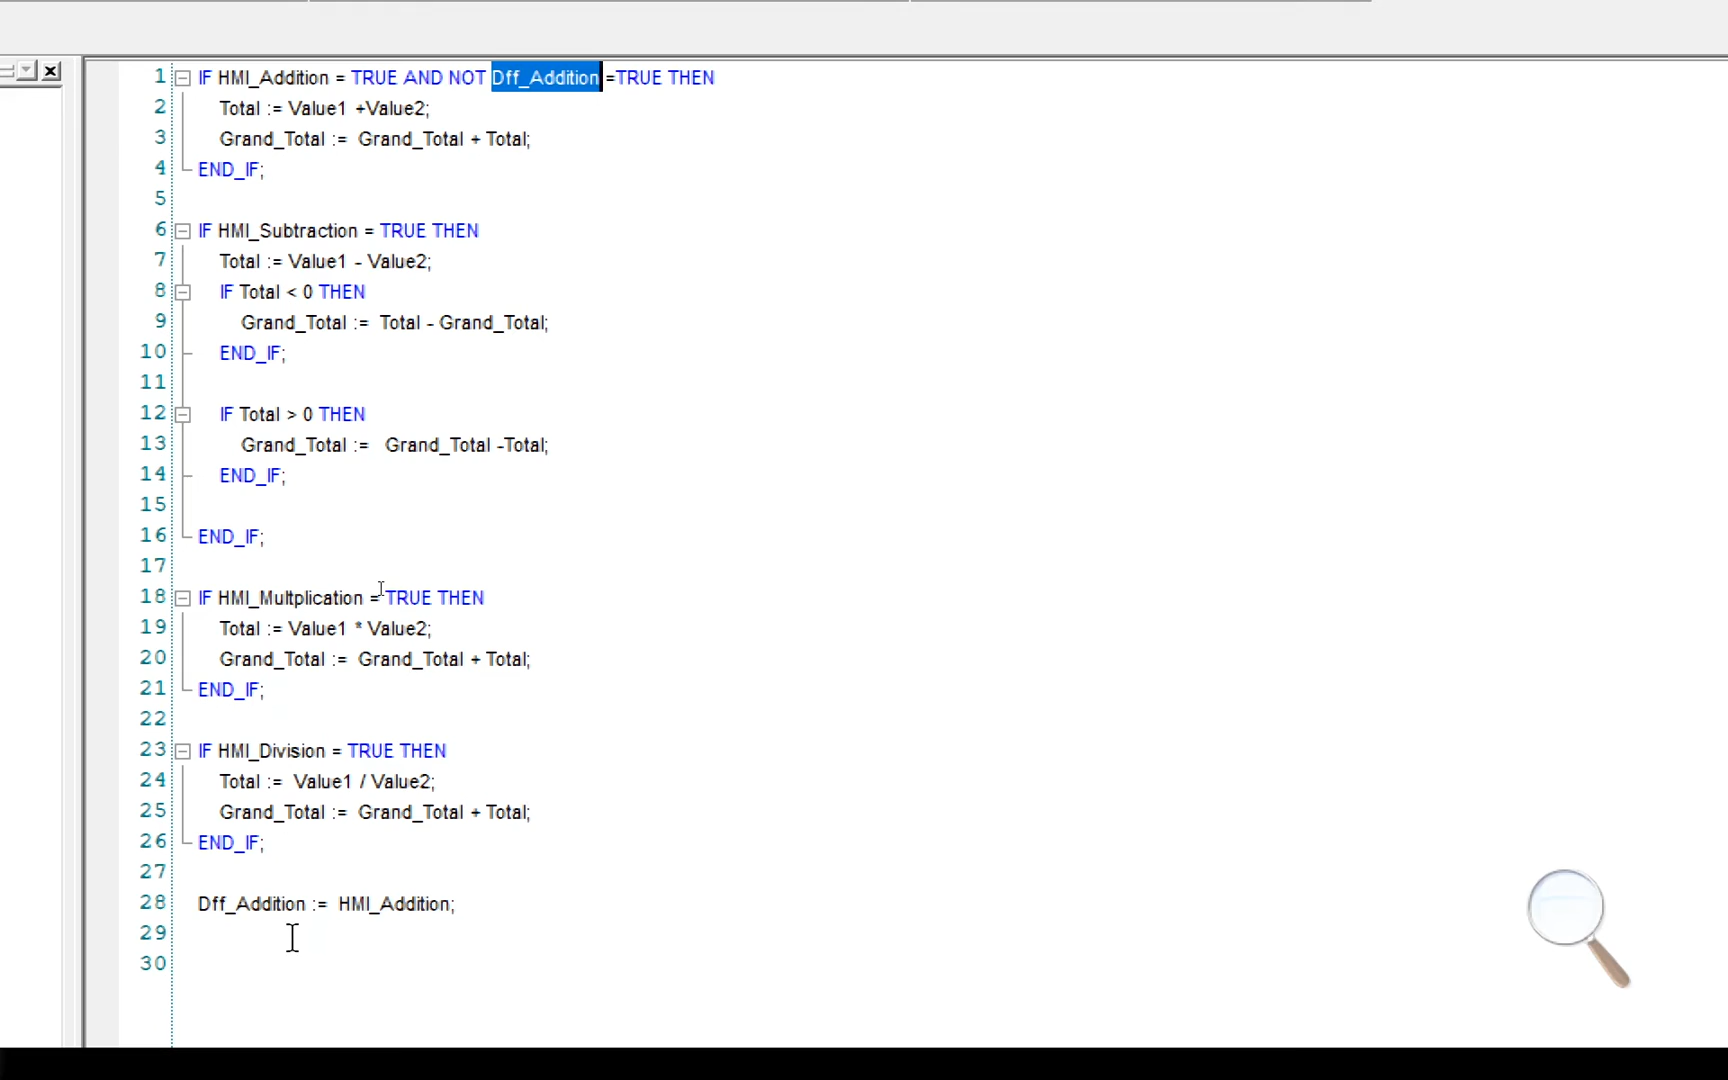 1 IF HMI_Addition = TRUE AND NOT Dff_Addition =TRUE THEN
2 Total := Value1 +Value2;
3 Grand_Total := Grand_Total + Total;
4 END_IF;
5
6 IF HMI_Subtraction = TRUE THEN
7 Total := Value1 - Value2;
8 IF Total < 0 THEN
9 Grand_Total := Total - Grand_Total;
10 END_IF;
11
12 IF Total > 0 THEN
13 Grand_Total := Grand_Total -Total;
14 END_IF;
15
16 END_IF;
17
18 IF HMI_Multplication = TRUE THEN
19 Total := Value1 * Value2;
20 Grand_Total := Grand_Total + Total;
21 END_IF;
22
23 IF HMI_Division = TRUE THEN
24 Total := Value1 / Value2;
25 Grand_Total := Grand_Total + Total;
26 END_IF;
27
28 Dff_Addition := HMI_Addition;
29
30